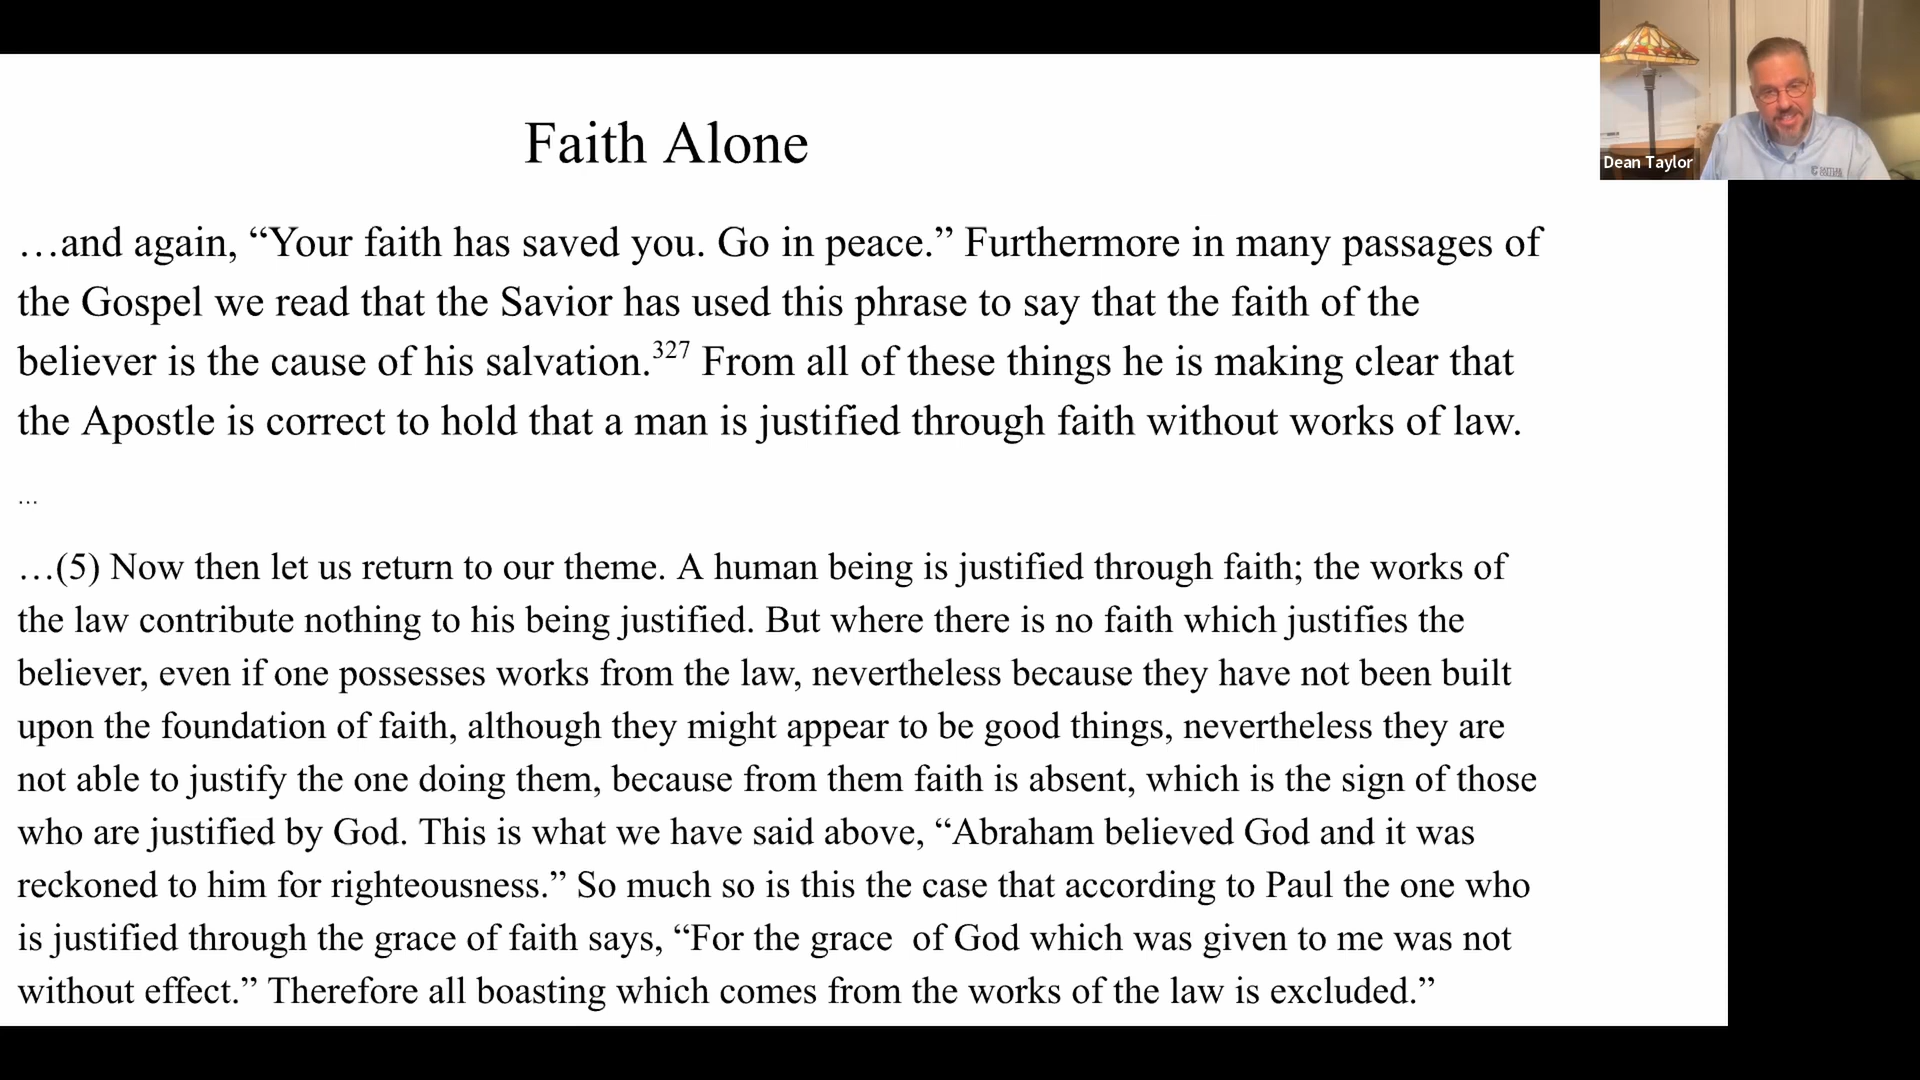 Faith Alone
Dean Taylor
…and again, “Your faith has saved you. Go in peace.” Furthermore in many passages of
the Gospel we read that the Savior has used this phrase to say that the faith of the
believer is the cause of his salvation.327 From all of these things he is making clear that
the Apostle is correct to hold that a man is justified through faith without works of law.
…
…(5) Now then let us return to our theme. A human being is justified through faith; the works of
the law contribute nothing to his being justified. But where there is no faith which justifies the
believer, even if one possesses works from the law, nevertheless because they have not been built
upon the foundation of faith, although they might appear to be good things, nevertheless they are
not able to justify the one doing them, because from them faith is absent, which is the sign of those
who are justified by God. This is what we have said above, “Abraham believed God and it was
reckoned to him for righteousness.” So much so is this the case that according to Paul the one who
is justified through the grace of faith says, “For the grace  of God which was given to me was not
without effect.” Therefore all boasting which comes from the works of the law is excluded.”